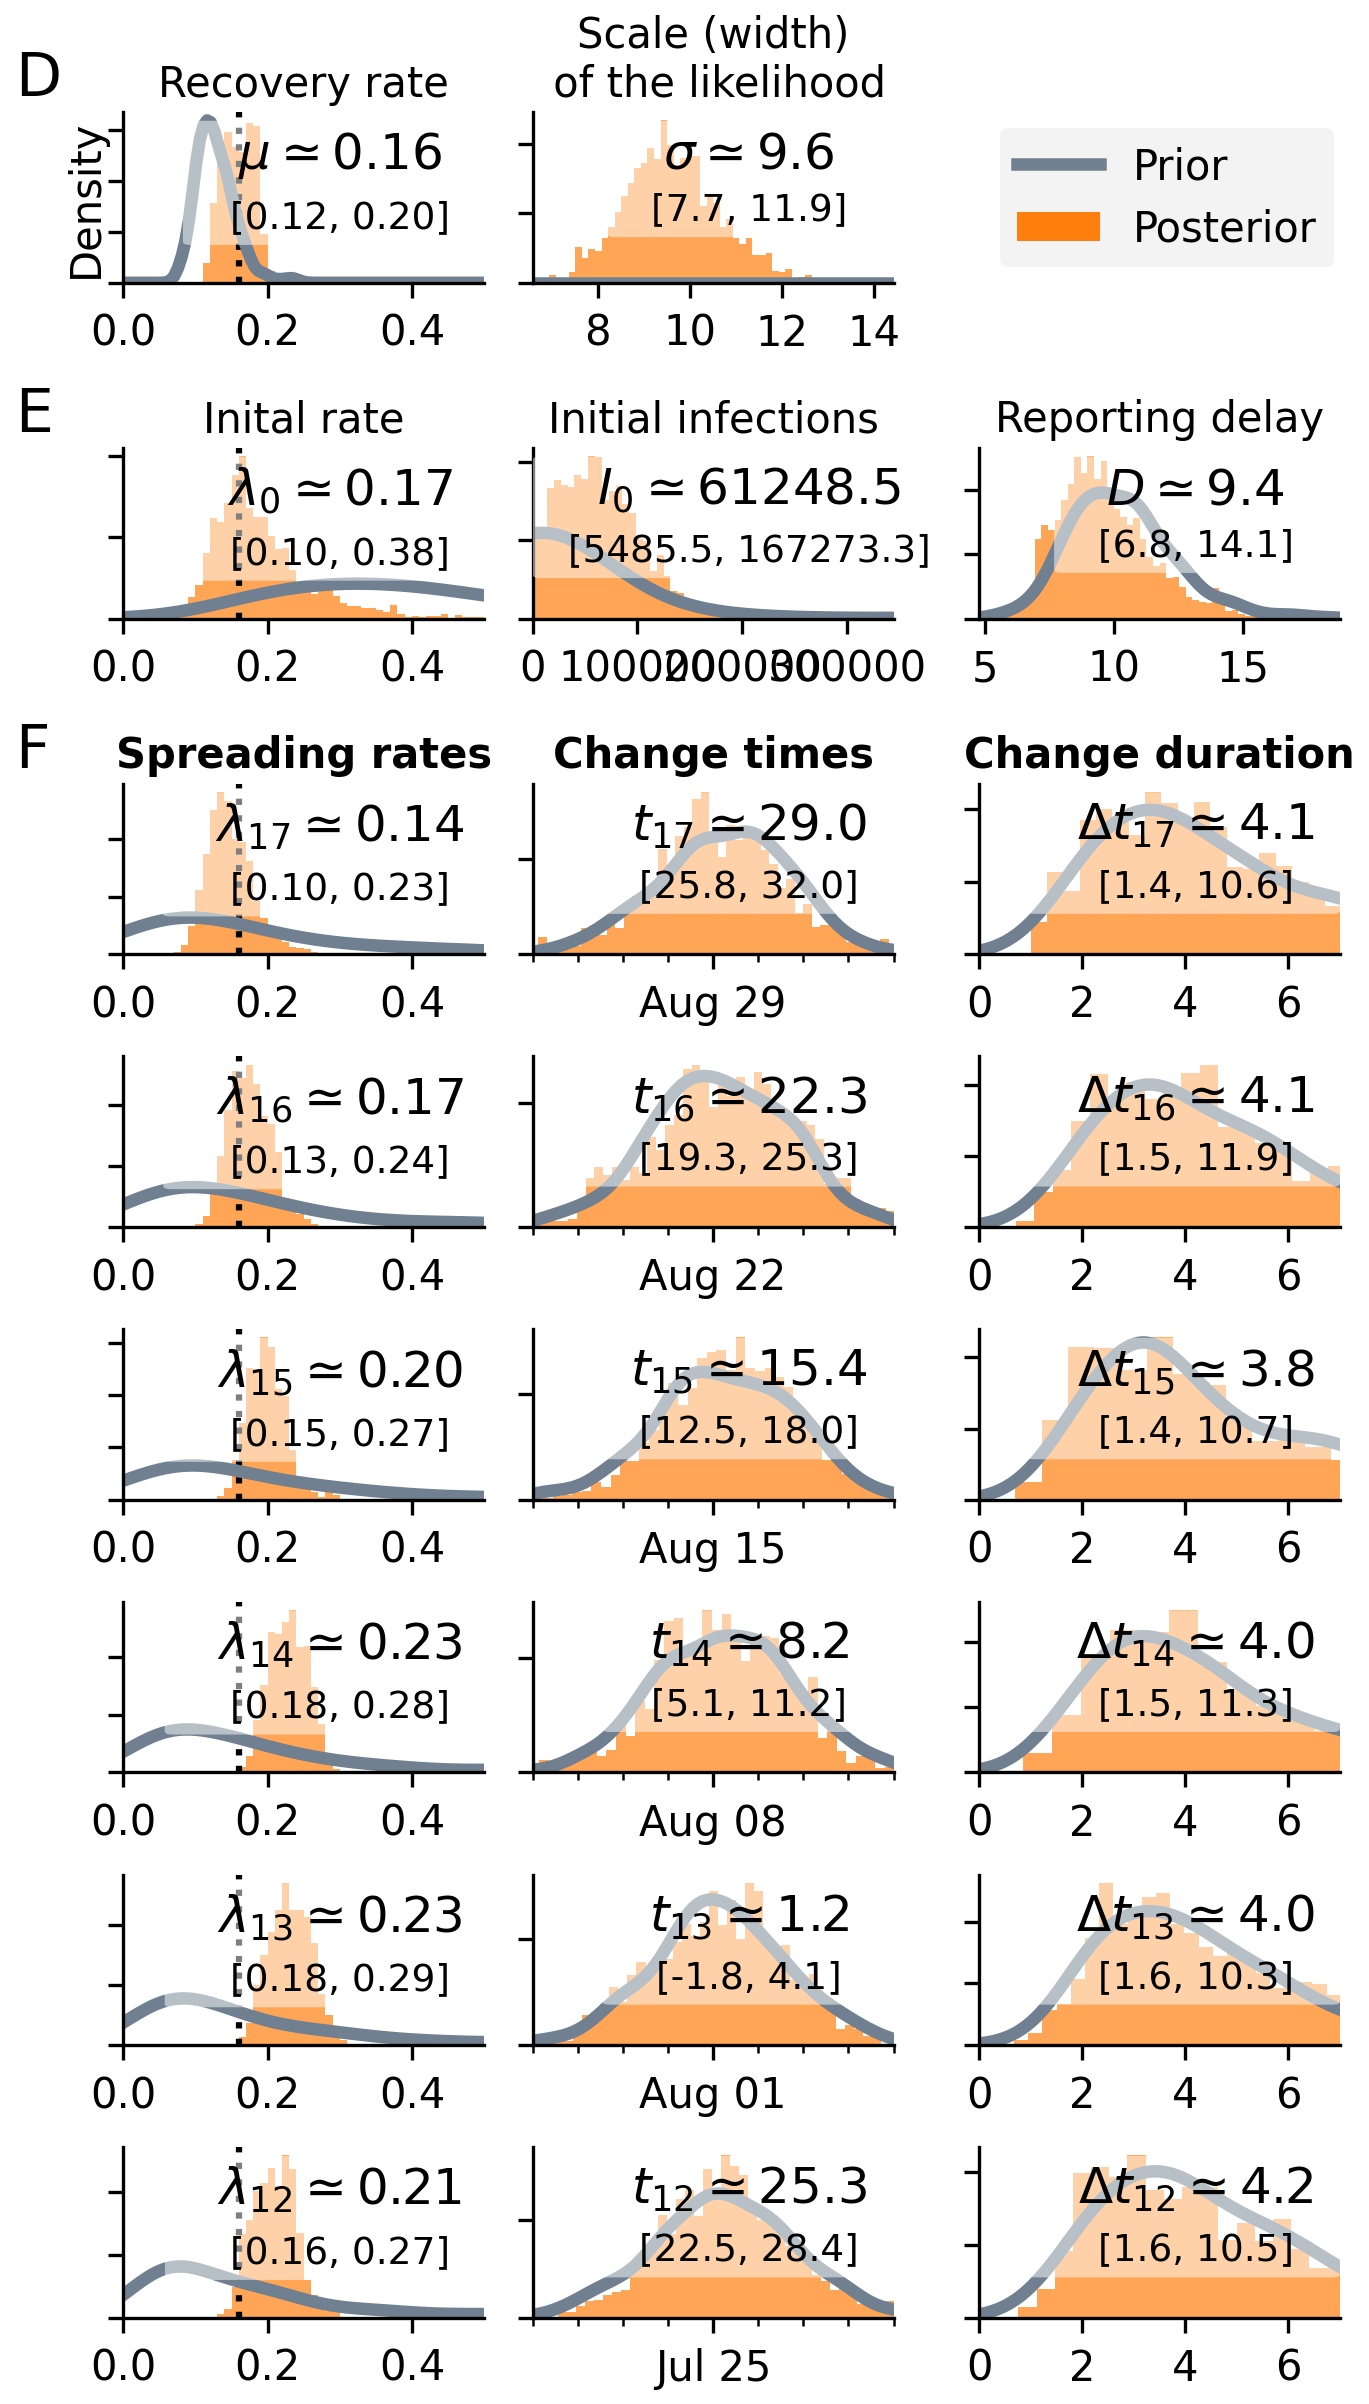 D
Recovery rate
Scale (width)
of the likelihood
Density
μ ≃ 0.16
[0.12, 0.20]
0.0 0.2 0.4
σ ≃ 9.6
[7.7, 11.9]
8 10 12 14
Prior
Posterior
E
Inital rate
λ0 ≃ 0.17
[0.10, 0.38]
0.0 0.2 0.4
Initial infections
I0 ≃ 61248.5
[5485.5, 167273.3]
0 100000 200000 300000
Reporting delay
D ≃ 9.4
[6.8, 14.1]
5 10 15
F
Spreading rates
Change times
Change duration
λ17 ≃ 0.14
[0.10, 0.23]
0.0 0.2 0.4
t17 ≃ 29.0
[25.8, 32.0]
Aug 29
Δt17 ≃ 4.1
[1.4, 10.6]
0 2 4 6
λ16 ≃ 0.17
[0.13, 0.24]
0.0 0.2 0.4
t16 ≃ 22.3
[19.3, 25.3]
Aug 22
Δt16 ≃ 4.1
[1.5, 11.9]
0 2 4 6
λ15 ≃ 0.20
[0.15, 0.27]
0.0 0.2 0.4
t15 ≃ 15.4
[12.5, 18.0]
Aug 15
Δt15 ≃ 3.8
[1.4, 10.7]
0 2 4 6
λ14 ≃ 0.23
[0.18, 0.28]
0.0 0.2 0.4
t14 ≃ 8.2
[5.1, 11.2]
Aug 08
Δt14 ≃ 4.0
[1.5, 11.3]
0 2 4 6
λ13 ≃ 0.23
[0.18, 0.29]
0.0 0.2 0.4
t13 ≃ 1.2
[-1.8, 4.1]
Aug 01
Δt13 ≃ 4.0
[1.6, 10.3]
0 2 4 6
λ12 ≃ 0.21
[0.16, 0.27]
0.0 0.2 0.4
t12 ≃ 25.3
[22.5, 28.4]
Jul 25
Δt12 ≃ 4.2
[1.6, 10.5]
0 2 4 6